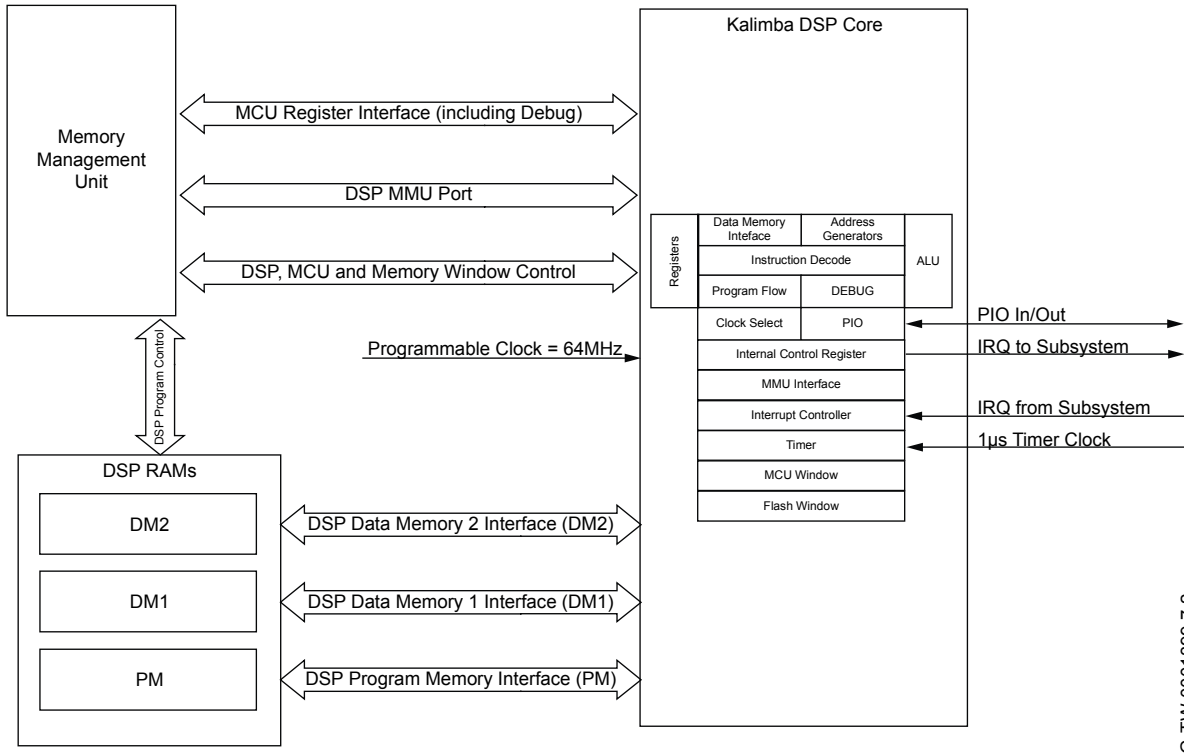 Kalimba DSP Core
Memory
Management
Unit
MCU Register Interface (including Debug)
DSP MMU Port
DSP, MCU and Memory Window Control
Registers
Data Memory
Inteface
Address
Generators
Instruction Decode
ALU
Program Flow
DEBUG
Clock Select
PIO
PIO In/Out
Programmable Clock = 64MHz
Internal Control Register
IRQ to Subsystem
MMU Interface
Interrupt Controller
IRQ from Subsystem
Timer
1µs Timer Clock
MCU Window
Flash Window
DSP Program Control
DSP RAMs
DM2
DSP Data Memory 2 Interface (DM2)
DM1
DSP Data Memory 1 Interface (DM1)
PM
DSP Program Memory Interface (PM)